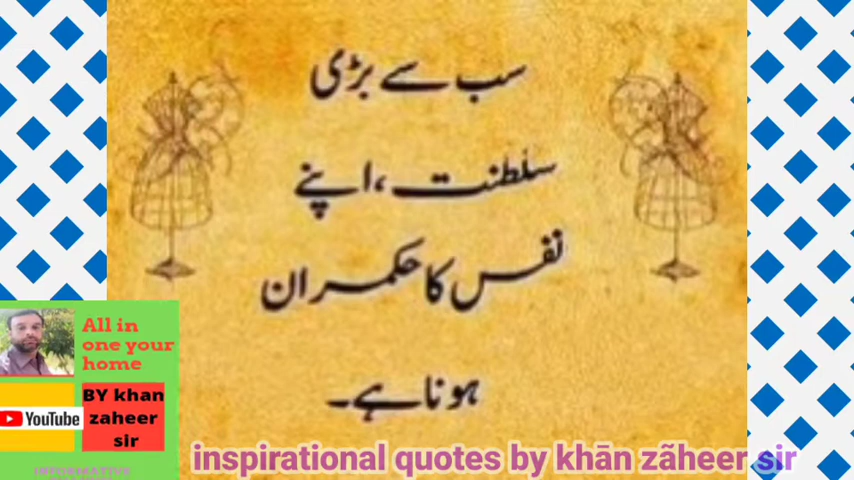 سب سے بڑی
سلطنت، اپنے
نفس کا حکمران
ہونا ہے۔
All in
one your
home
YouTube
BY khan
zaheer
sir
INFORMATIVE
inspirational quotes by khān zãheer sir